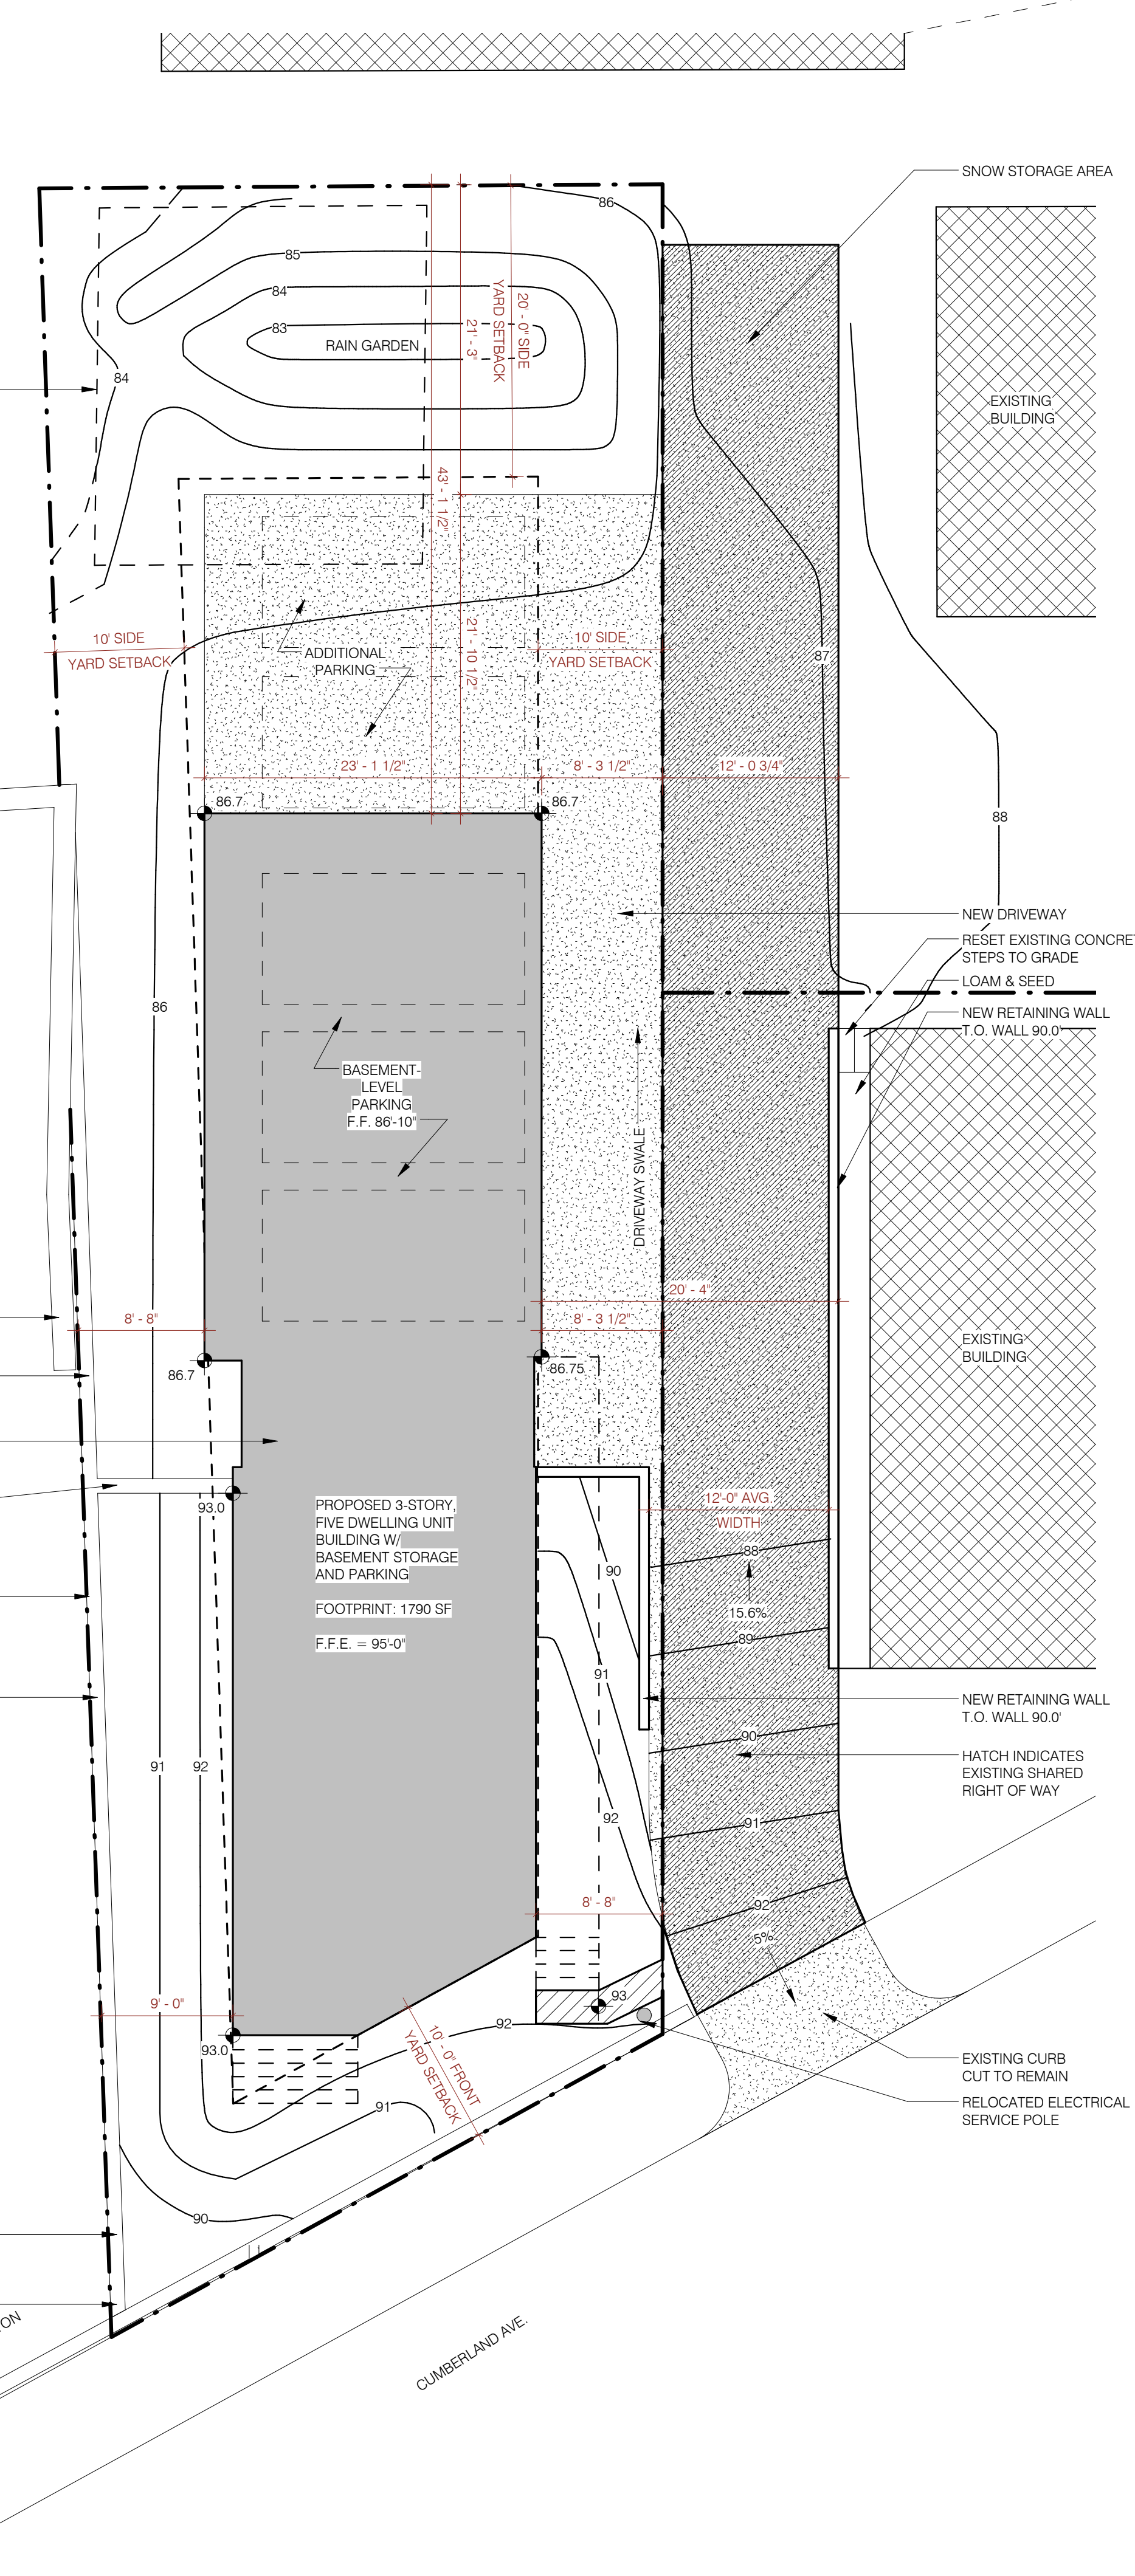 SNOW STORAGE AREA
86
85
84
83
RAIN GARDEN
20' - 0" SIDE
YARD SETBACK
21' - 3"
84
EXISTING
BUILDING
43' - 1 1/2"
21' - 10 1/2"
10' SIDE
YARD SETBACK
10' SIDE
YARD SETBACK
ADDITIONAL
PARKING
87
23' - 1 1/2"
8' - 3 1/2"
12' - 0 3/4"
86.7
86.7
88
NEW DRIVEWAY
RESET EXISTING CONCRE
STEPS TO GRADE
LOAM & SEED
NEW RETAINING WALL
T.O. WALL 90.0'
86
BASEMENT-
LEVEL
PARKING
F.F. 86'-10"
DRIVEWAY SWALE
20' - 4"
8' - 8"
8' - 3 1/2"
EXISTING
BUILDING
86.7
86.75
93.0
12'-0" AVG.
WIDTH
PROPOSED 3-STORY,
FIVE DWELLING UNIT
BUILDING W/
BASEMENT STORAGE
AND PARKING
FOOTPRINT: 1790 SF
F.F.E. = 95'-0"
88
90
15.6%
89
91
NEW RETAINING WALL
T.O. WALL 90.0'
90
HATCH INDICATES
EXISTING SHARED
RIGHT OF WAY
91
92
92
91
8' - 8"
92
5%
9' - 0"
93
93.0
92
10' - 0" FRONT
YARD SETBACK
EXISTING CURB
CUT TO REMAIN
91
RELOCATED ELECTRICAL
SERVICE POLE
90
ON
CUMBERLAND AVE.